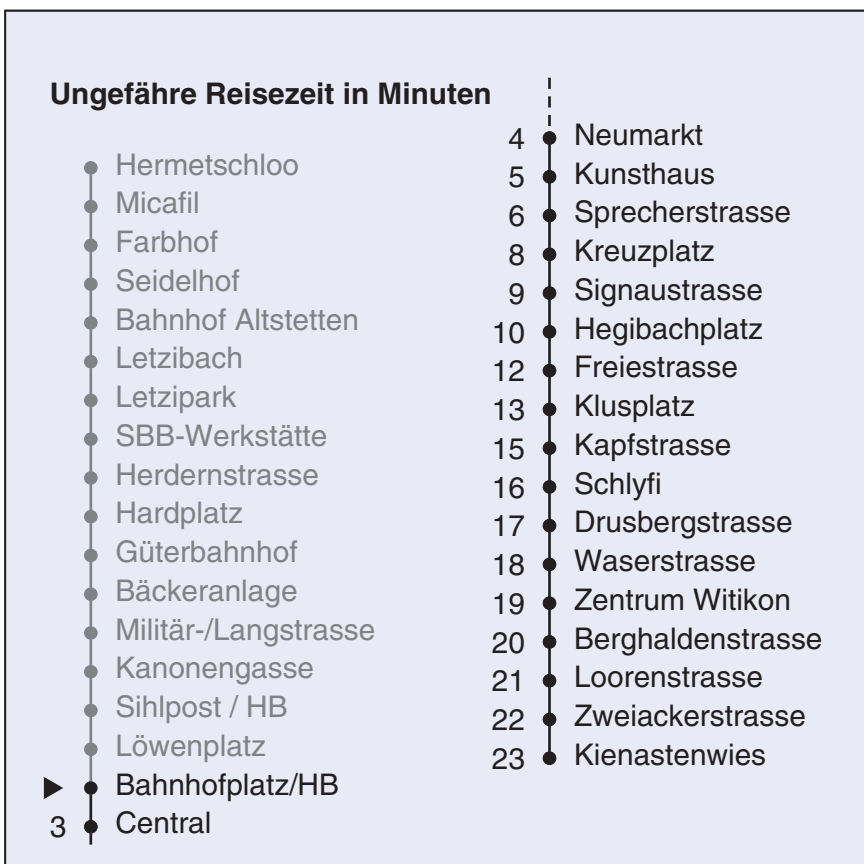 Ungefähre Reisezeit in Minuten
Hermetschloo
Micafil
Farbhof
Seidelhof
Bahnhof Altstetten
Letzibach
Letzipark
SBB-Werkstätte
Herdernstrasse
Hardplatz
Güterbahnhof
Bäckeranlage
Militär-/Langstrasse
Kanonengasse
Sihlpost / HB
Löwenplatz
Bahnhofplatz/HB
3 Central
4 Neumarkt
5 Kunsthaus
6 Sprecherstrasse
8 Kreuzplatz
9 Signaustrasse
10 Hegibachplatz
12 Freiestrasse
13 Klusplatz
15 Kapfstrasse
16 Schlyfi
17 Drusbergstrasse
18 Waserstrasse
19 Zentrum Witikon
20 Berghaldenstrasse
21 Loorenstrasse
22 Zweiackerstrasse
23 Kienastenwies